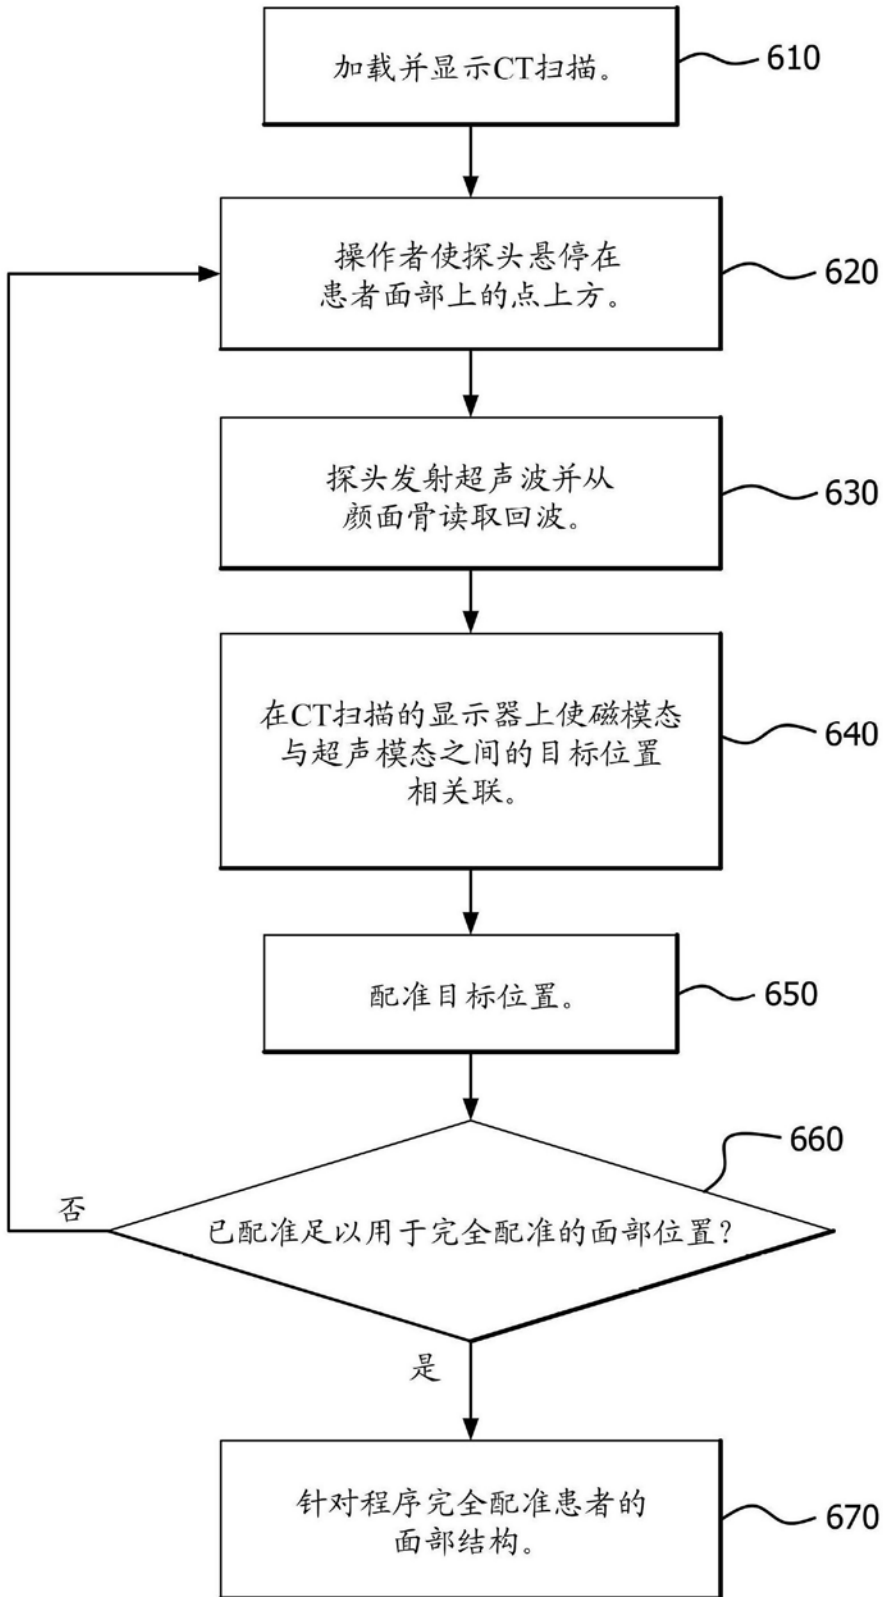 加载并显示CT扫描。
610
操作者使探头悬停在
患者面部上的点上方。
620
探头发射超声波并从
颜面骨读取回波。
630
在CT扫描的显示器上使磁模态
与超声模态之间的目标位置
相关联。
640
配准目标位置。
650
660
否
已配准足以用于完全配准的面部位置?
是
针对程序完全配准患者的
面部结构。
670